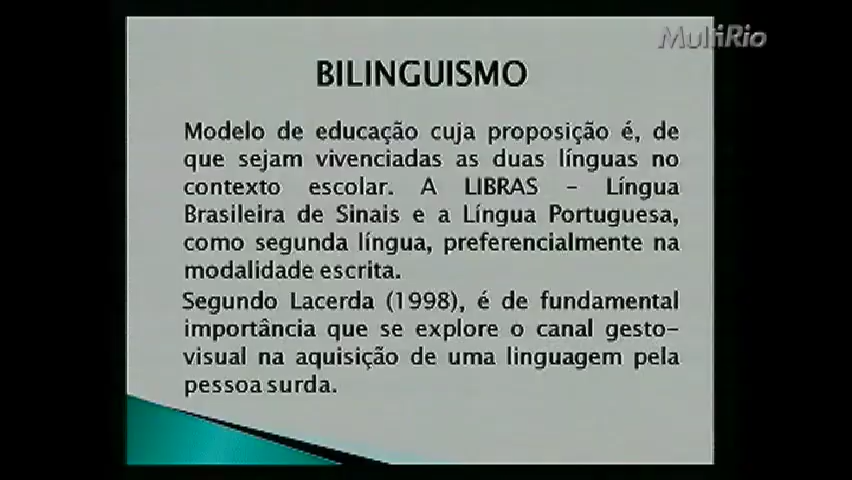 MultiRio
BILINGUISMO
Modelo de educação cuja proposição é, de
que sejam vivenciadas as duas línguas no
contexto escolar. A LIBRAS – Língua
Brasileira de Sinais e a Língua Portuguesa,
como segunda língua, preferencialmente na
modalidade escrita.
Segundo Lacerda (1998), é de fundamental
importância que se explore o canal gesto-
visual na aquisição de uma linguagem pela
pessoa surda.